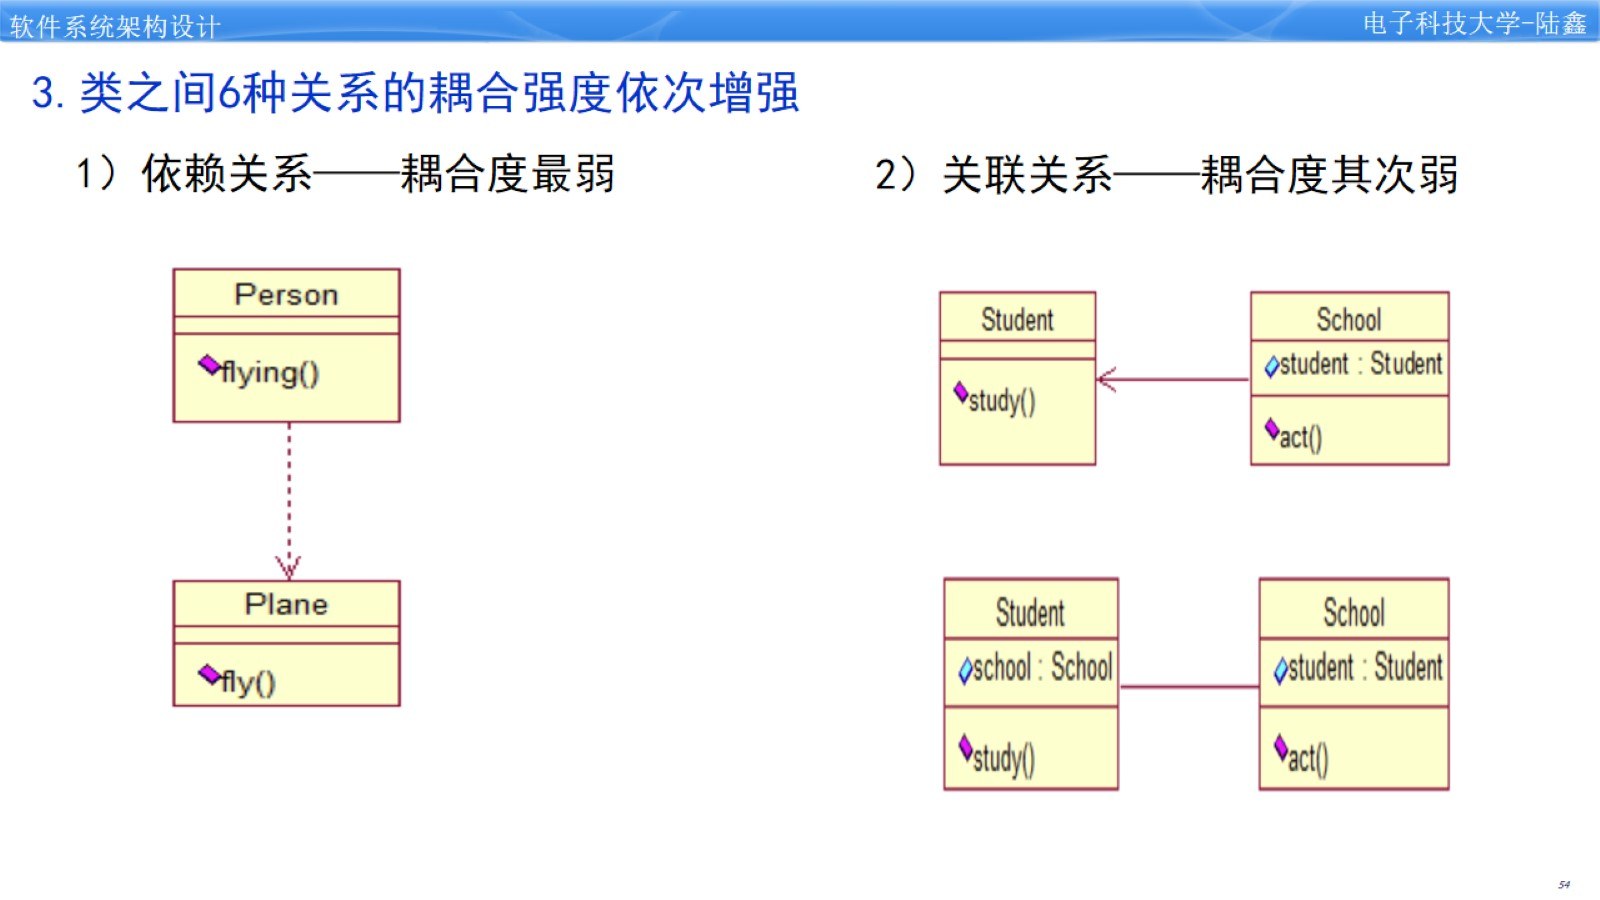 软件系统架构设计
电子科技大学-陆鑫
3. 类之间6种关系的耦合强度依次增强
1）依赖关系——耦合度最弱
2）关联关系——耦合度其次弱
Person
flying()
Plane
fly()
Student
study()
School
student : Student
act()
Student
school : School
study()
School
student : Student
act()
54